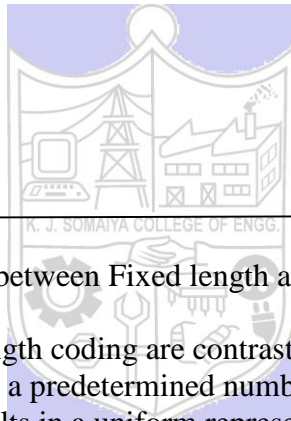 K. J. SOMAIYA COLLEGE OF ENGG.
between Fixed length a
gth coding are contrast
a predetermined numb
lts in a uniform repres